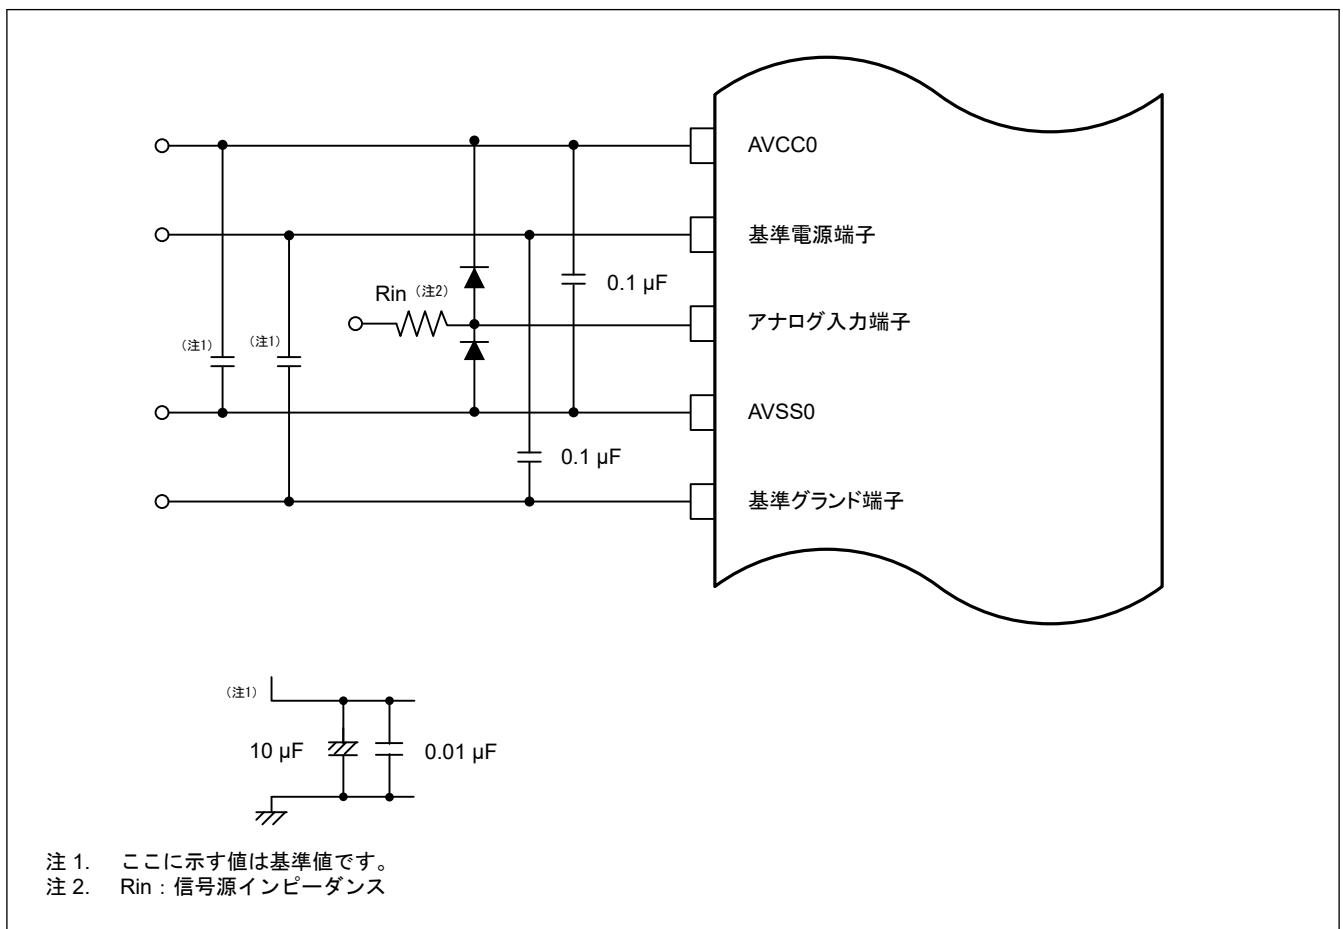 AVCC0
基準電源端子
0.1 µF
Rin (注2)
アナログ入力端子
(注1)
(注1)
AVSS0
0.1 µF
基準グランド端子
(注1)
10 µF
0.01 µF
注 1. ここに示す値は基準値です。
注 2. Rin：信号源インピーダンス